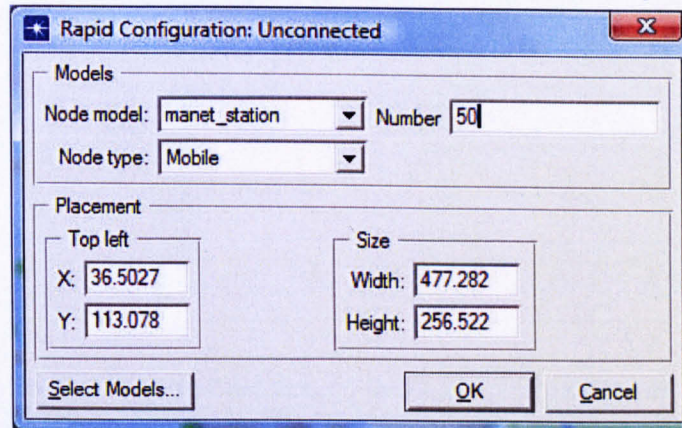 Rapid Configuration: Unconnected
Models
Node model: manet_station Number 50
Node type: Mobile
Placement
Top left Size
X: 36.5027 Width: 477.282
Y: 113.078 Height: 256.522
Select Models... OK Cancel